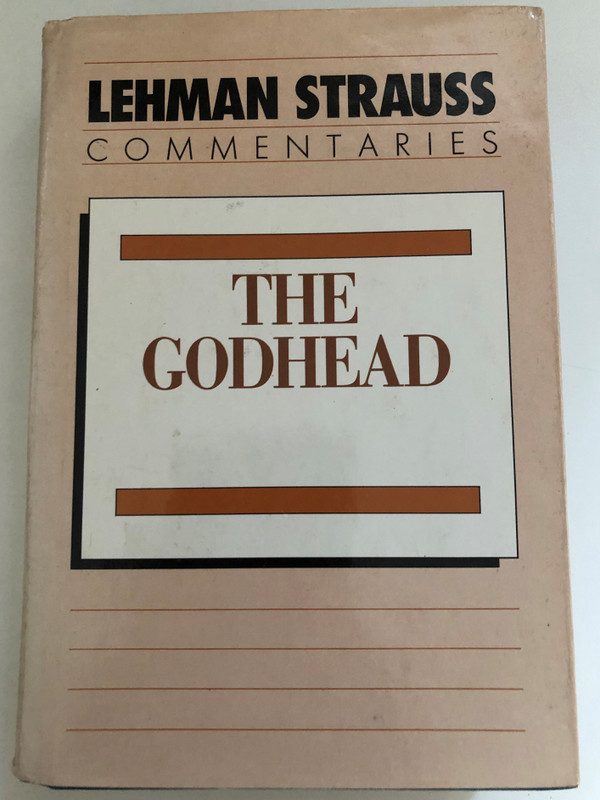 LEHMAN STRAUSS
COMMENTARIES
THE
GODHEAD